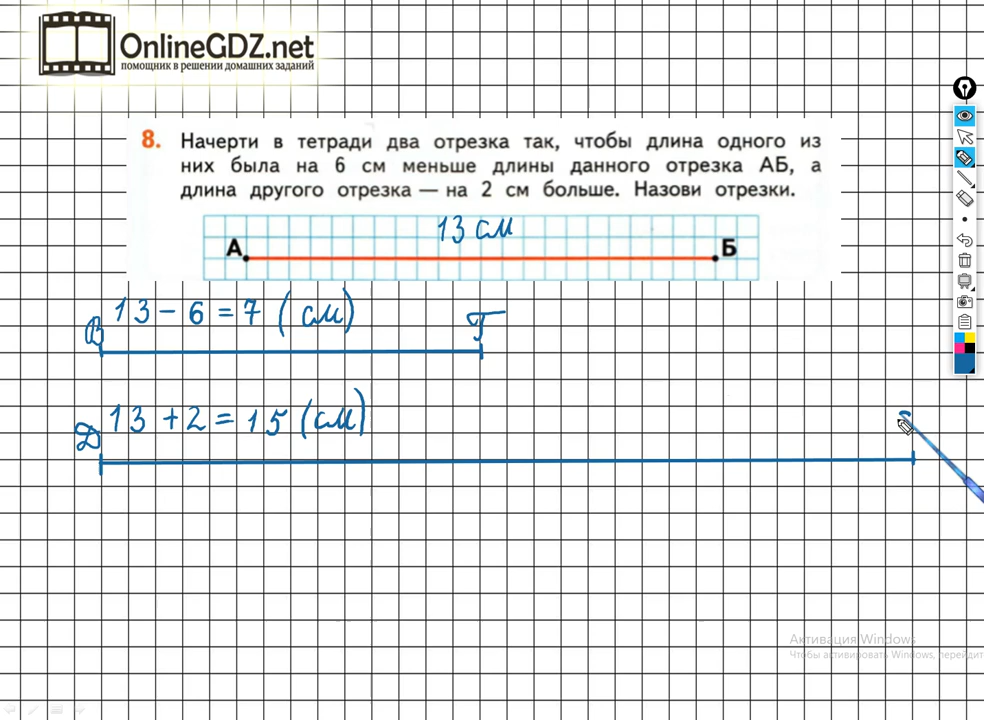 OnlineGDZ.net
помощник в решении домашних заданий
8. Начерти в тетради два отрезка так, чтобы длина одного из
них была на 6 см меньше длины данного отрезка АБ, а
длина другого отрезка — на 2 см больше. Назови отрезки.
13 см
А Б
13 - 6 = 7 (см)
В Г
13 + 2 = 15 (см)
Д
Активация Windows
Чтобы активировать Windows, перейдит